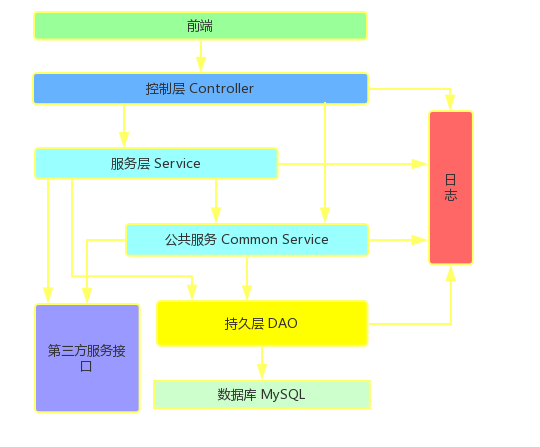 前端
控制层 Controller
服务层 Service
日
志
公共服务 Common Service
持久层 DAO
第三方服务接
口
数据库 MySQL